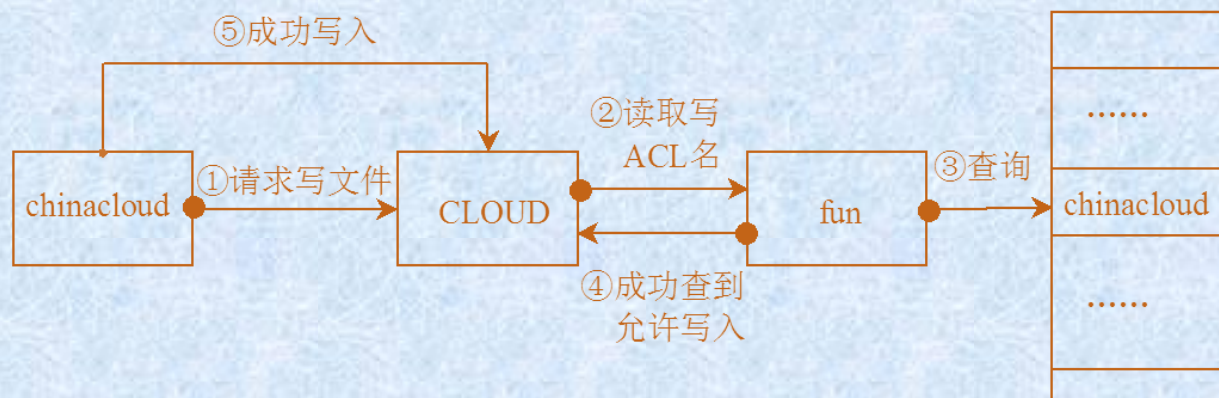 ⑤成功写入
②读取写
ACL名
①请求写文件
③查询
......
chinacloud
CLOUD
fun
chinacloud
④成功查到
允许写入
......